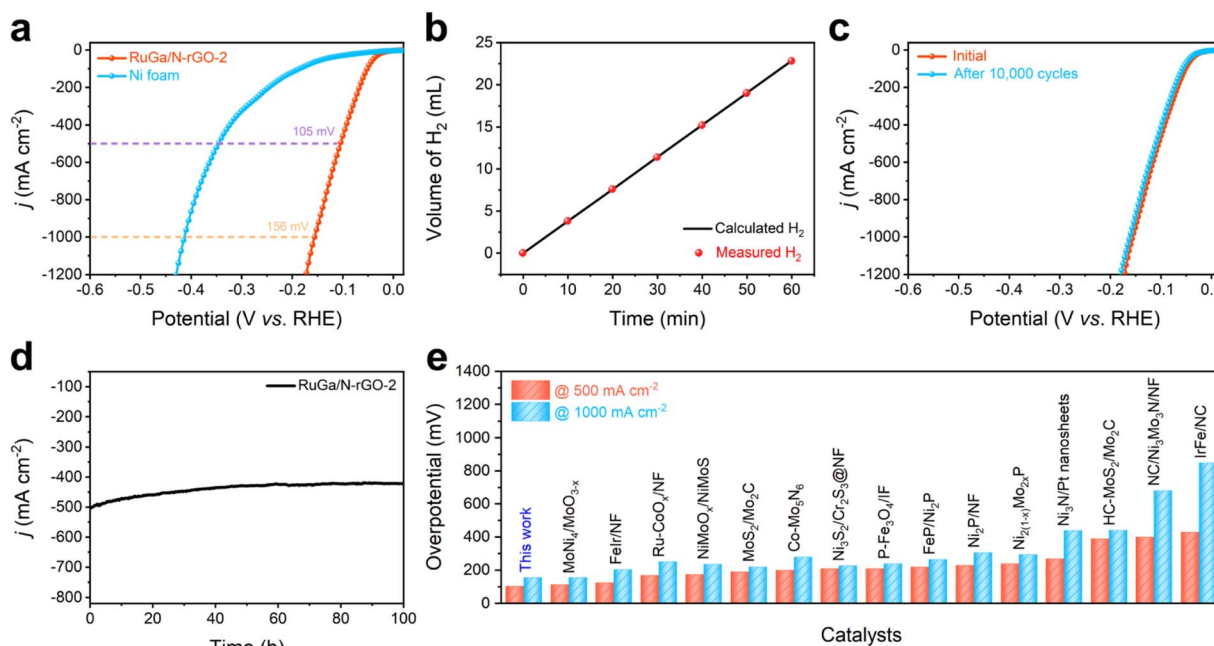 a
0
-200
-400
-600
-800
-1000
-1200
j (mA cm⁻²)
RuGa/N-rGO-2
Ni foam
105 mV
156 mV
-0.6 -0.5 -0.4 -0.3 -0.2 -0.1 0.0
Potential (V vs. RHE)
b
25
20
15
10
5
0
Volume of H₂ (mL)
Calculated H₂
Measured H₂
0 10 20 30 40 50 60
Time (min)
c
0
-200
-400
-600
-800
-1000
-1200
j (mA cm⁻²)
Initial
After 10,000 cycles
-0.6 -0.5 -0.4 -0.3 -0.2 -0.1
Potential (V vs. RHE)
d
-100
-200
-300
-400
-500
-600
-700
-800
j (mA cm⁻²)
RuGa/N-rGO-2
0 20 40 60 80 100
e
1400
1200
1000
800
600
400
200
0
Overpotential (mV)
@ 500 mA cm⁻²
@ 1000 mA cm⁻²
This work
MoNi₄/MoO₃₋ₓ
FeIr/NF
Ru-CoOₓ/NF
NiMoOₓ/NiMoS
MoS₂/Mo₂C
Co-Mo₅N₆
Ni₃S₂/Cr₂S₃@NF
P-Fe₃O₄/IF
FeP/Ni₂P
Ni₂P/NF
Ni₂₍₁₋ₓ₎Mo₂ₓP
Ni₃N/Pt nanosheets
HC-MoS₂/Mo₂C
NC/Ni₃Mo₃N/NF
IrFe/NC
Catalysts